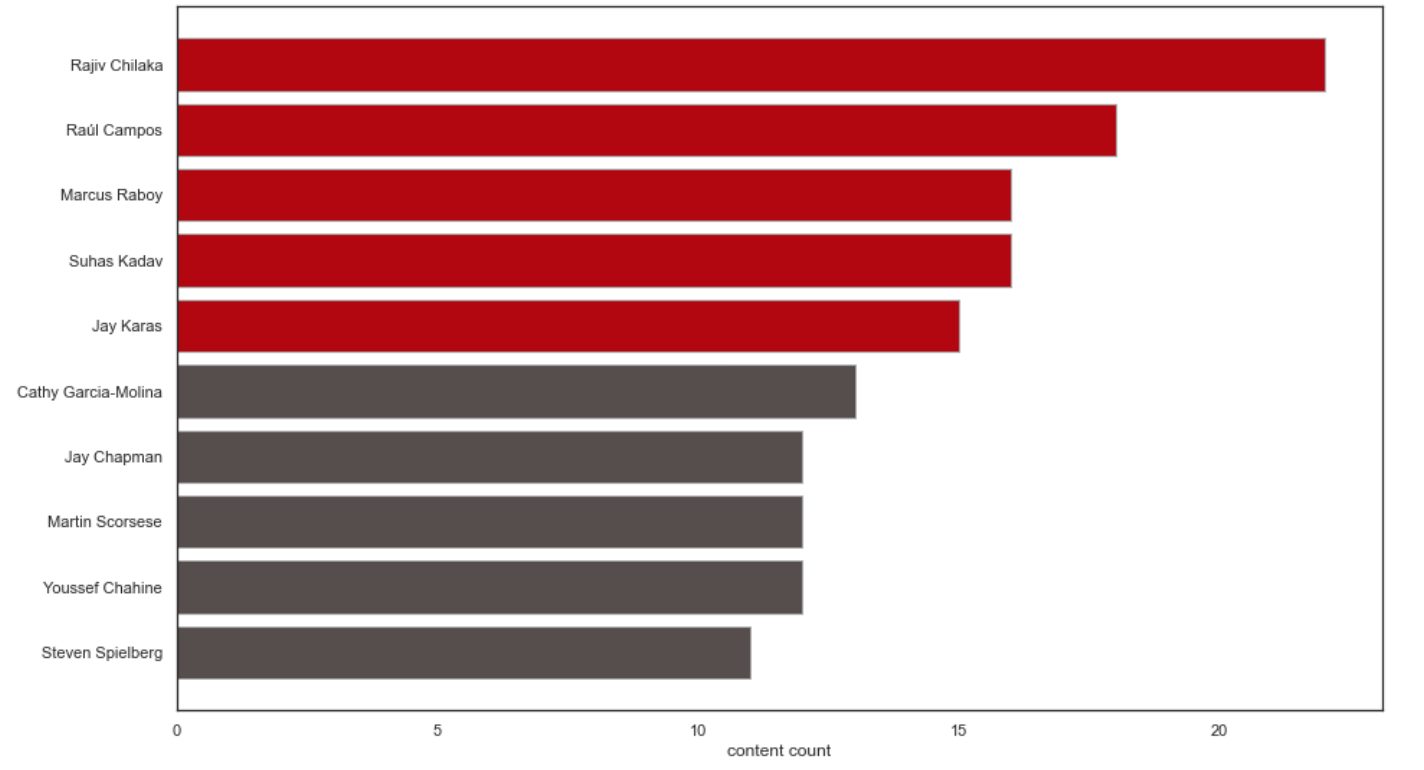 Rajiv Chilaka
Raúl Campos
Marcus Raboy
Suhas Kadav
Jay Karas
Cathy Garcia-Molina
Jay Chapman
Martin Scorsese
Youssef Chahine
Steven Spielberg
0 5 10 15 20
content count